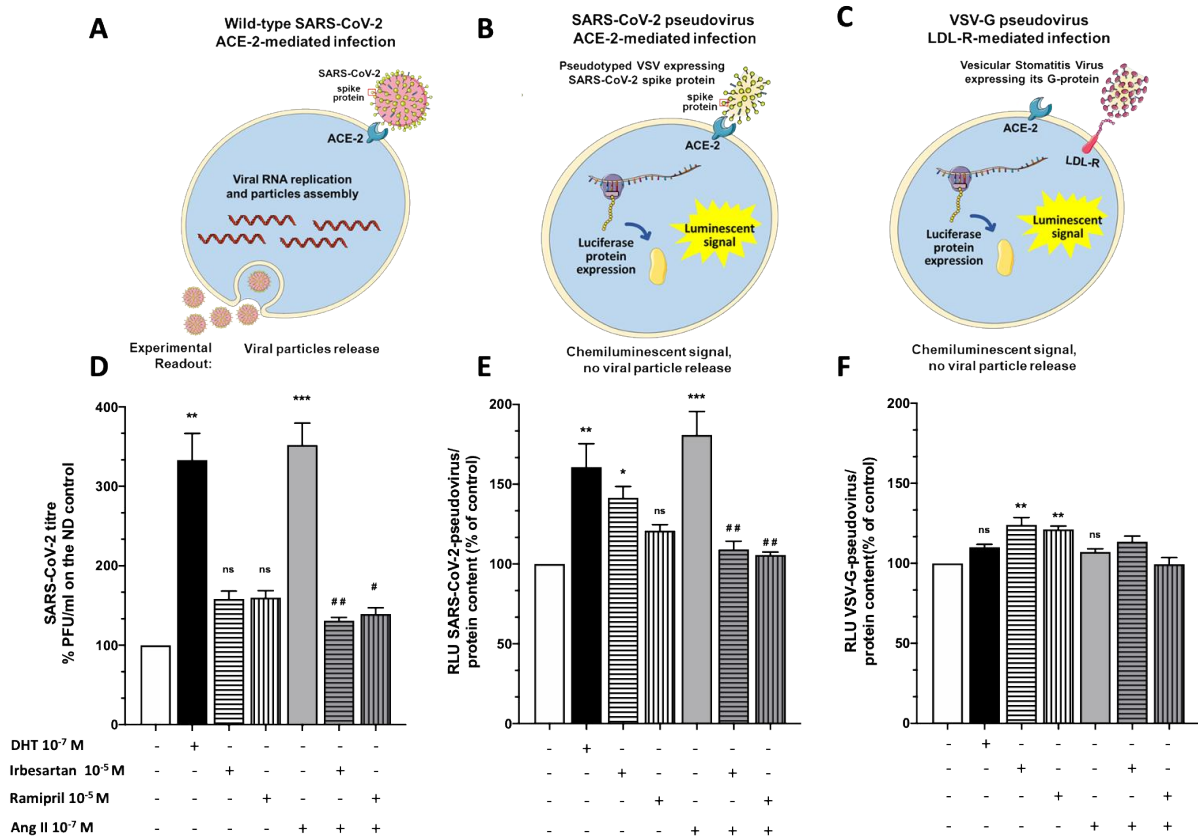 A
Wild-type SARS-CoV-2
ACE-2-mediated infection
SARS-CoV-2
spike
protein
ACE-2
Viral RNA replication
and particles assembly
Experimental
Readout:
Viral particles release
B
SARS-CoV-2 pseudovirus
ACE-2-mediated infection
Pseudotyped VSV expressing
SARS-CoV-2 spike protein
spike
protein
ACE-2
Luciferase
protein
expression
Luminescent
signal
Chemiluminescent signal,
no viral particle release
C
VSV-G pseudovirus
LDL-R-mediated infection
Vesicular Stomatitis Virus
expressing its G-protein
ACE-2
LDL-R
Luciferase
protein
expression
Luminescent
signal
Chemiluminescent signal,
no viral particle release
D
SARS-CoV-2 titre
% PFU/ml on the ND control
400
300
200
100
0
** ns ns *** ## #
E
RLU SARS-CoV-2-pseudovirus/
protein content (% of control)
200
150
100
50
0
** * ns *** ## ##
F
RLU VSV-G-pseudovirus/
protein content(% of control)
200
150
100
50
0
ns ** ** ns
DHT 10-7 M - + - - - - - - + - - - - - - + - - - - -
Irbesartan 10-5 M - - + - - + - - - + - - + - - - + - - + -
Ramipril 10-5 M - - - + - - + - - - + - - + - - - + - - +
Ang II 10-7 M - - - - + + + - - - - + + + - - - - + + +